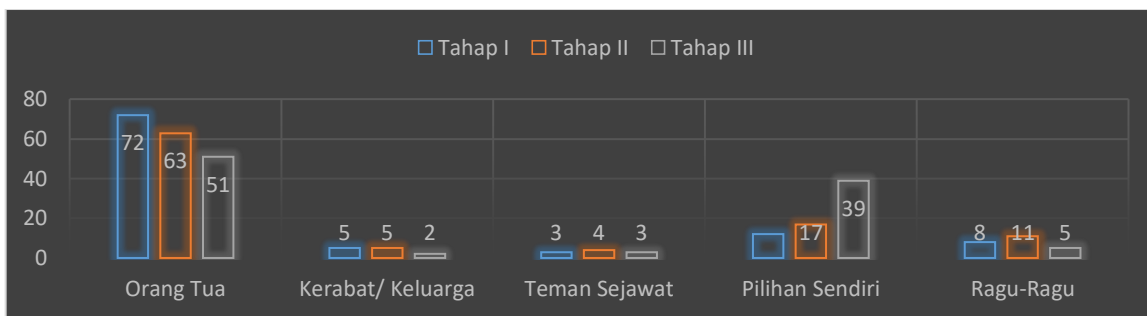 Tahap I Tahap II Tahap III
80
60
40
20
0
72 63 51
5 5 2
3 4 3
17 39
8 11 5
Orang Tua Kerabat/ Keluarga Teman Sejawat Pilihan Sendiri Ragu-Ragu